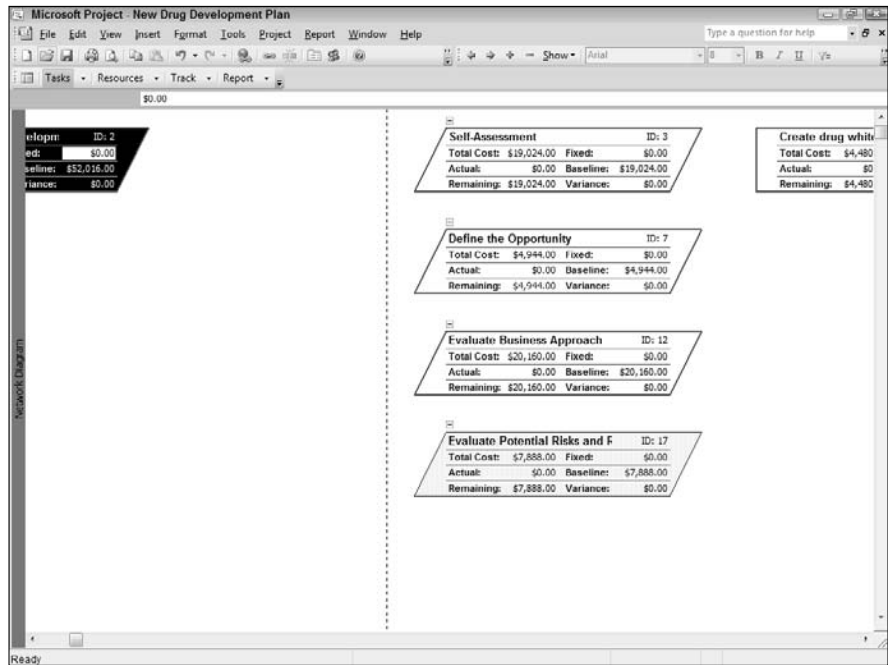 Microsoft Project - New Drug Development Plan
File Edit View Insert Format Tools Project Report Window Help
Type a question for help
Show Arial 8 B I U
Tasks Resources Track Report
$0.00
elopm ID: 2
ed: $0.00
seline: $52,016.00
riance: $0.00
Self-Assessment ID: 3
Total Cost: $19,024.00 Fixed: $0.00
Actual: $0.00 Baseline: $19,024.00
Remaining: $19,024.00 Variance: $0.00
Create drug white
Total Cost: $4,480
Actual: $0
Remaining: $4,480
Define the Opportunity ID: 7
Total Cost: $4,944.00 Fixed: $0.00
Actual: $0.00 Baseline: $4,944.00
Remaining: $4,944.00 Variance: $0.00
Evaluate Business Approach ID: 12
Total Cost: $20,160.00 Fixed: $0.00
Actual: $0.00 Baseline: $20,160.00
Remaining: $20,160.00 Variance: $0.00
Evaluate Potential Risks and F ID: 17
Total Cost: $7,888.00 Fixed: $0.00
Actual: $0.00 Baseline: $7,888.00
Remaining: $7,888.00 Variance: $0.00
Network Diagram
Ready